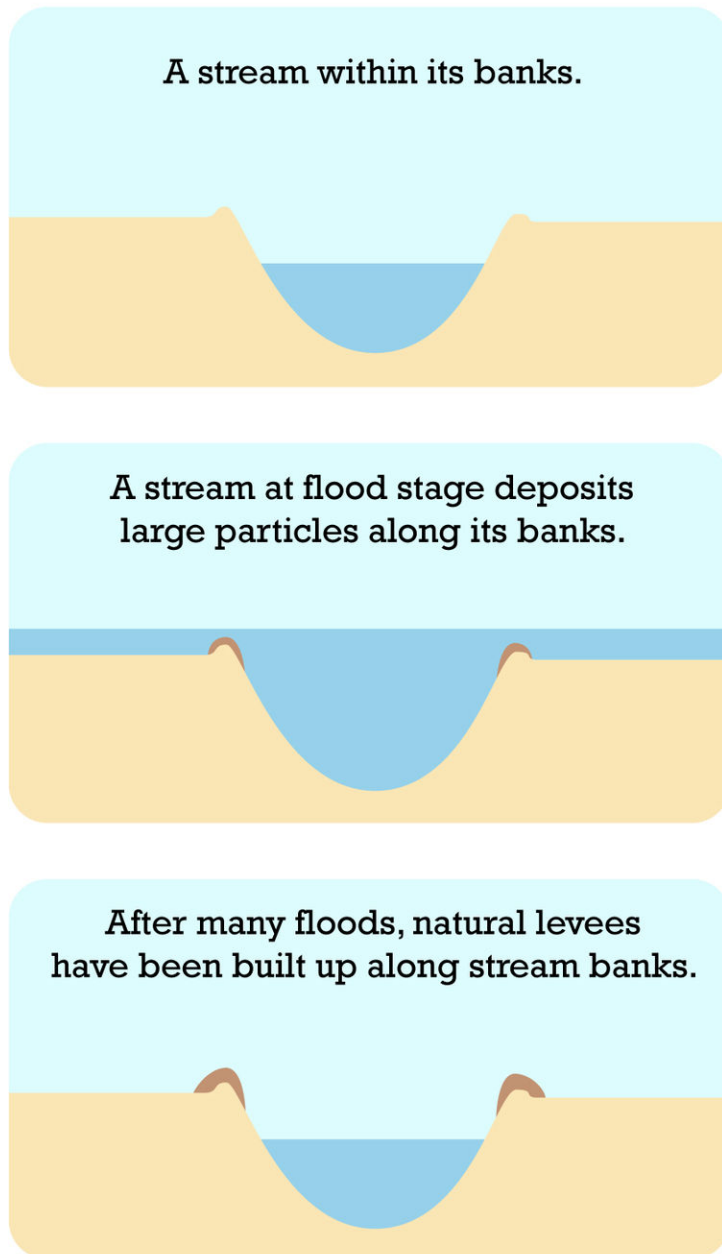 A stream within its banks.
A stream at flood stage deposits
large particles along its banks.
After many floods, natural levees
have been built up along stream banks.